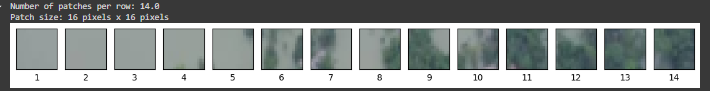 Number of patches per row: 14.0
Patch size: 16 pixels x 16 pixels
1 2 3 4 5 6 7 8 9 10 11 12 13 14